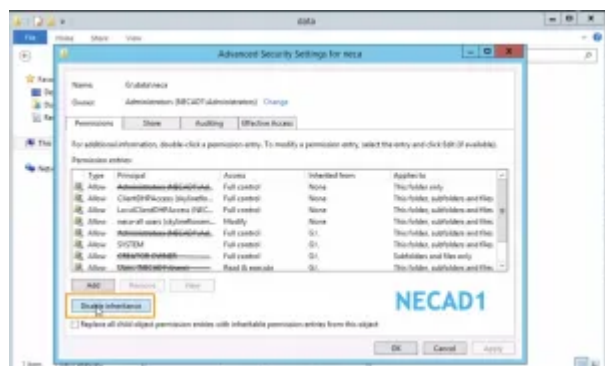 data
File Home Share View
Advanced Security Settings for neca
Name:
Owner: Administrators (NECAD1\Administrators) Change
Permissions Share Auditing Effective Access
For additional information, double-click a permission entry. To modify a permission entry, select the entry and click Edit (if available).
Permission entries:
Type Principal Access Inherited from Applies to
Allow Full control None This folder only
Allow Full control None This folder, subfolders and files
Allow Full control None This folder, subfolders and files
Allow Modify None This folder, subfolders and files
Allow Full control G:\ This folder, subfolders and files
Allow SYSTEM Full control G:\ This folder, subfolders and files
Allow CREATOR OWNER Full control G:\ Subfolders and files only
Allow Read & execute G:\ This folder, subfolders and files
Add Remove View
Disable inheritance
NECAD1
Replace all child object permission entries with inheritable permission entries from this object
OK Cancel Apply